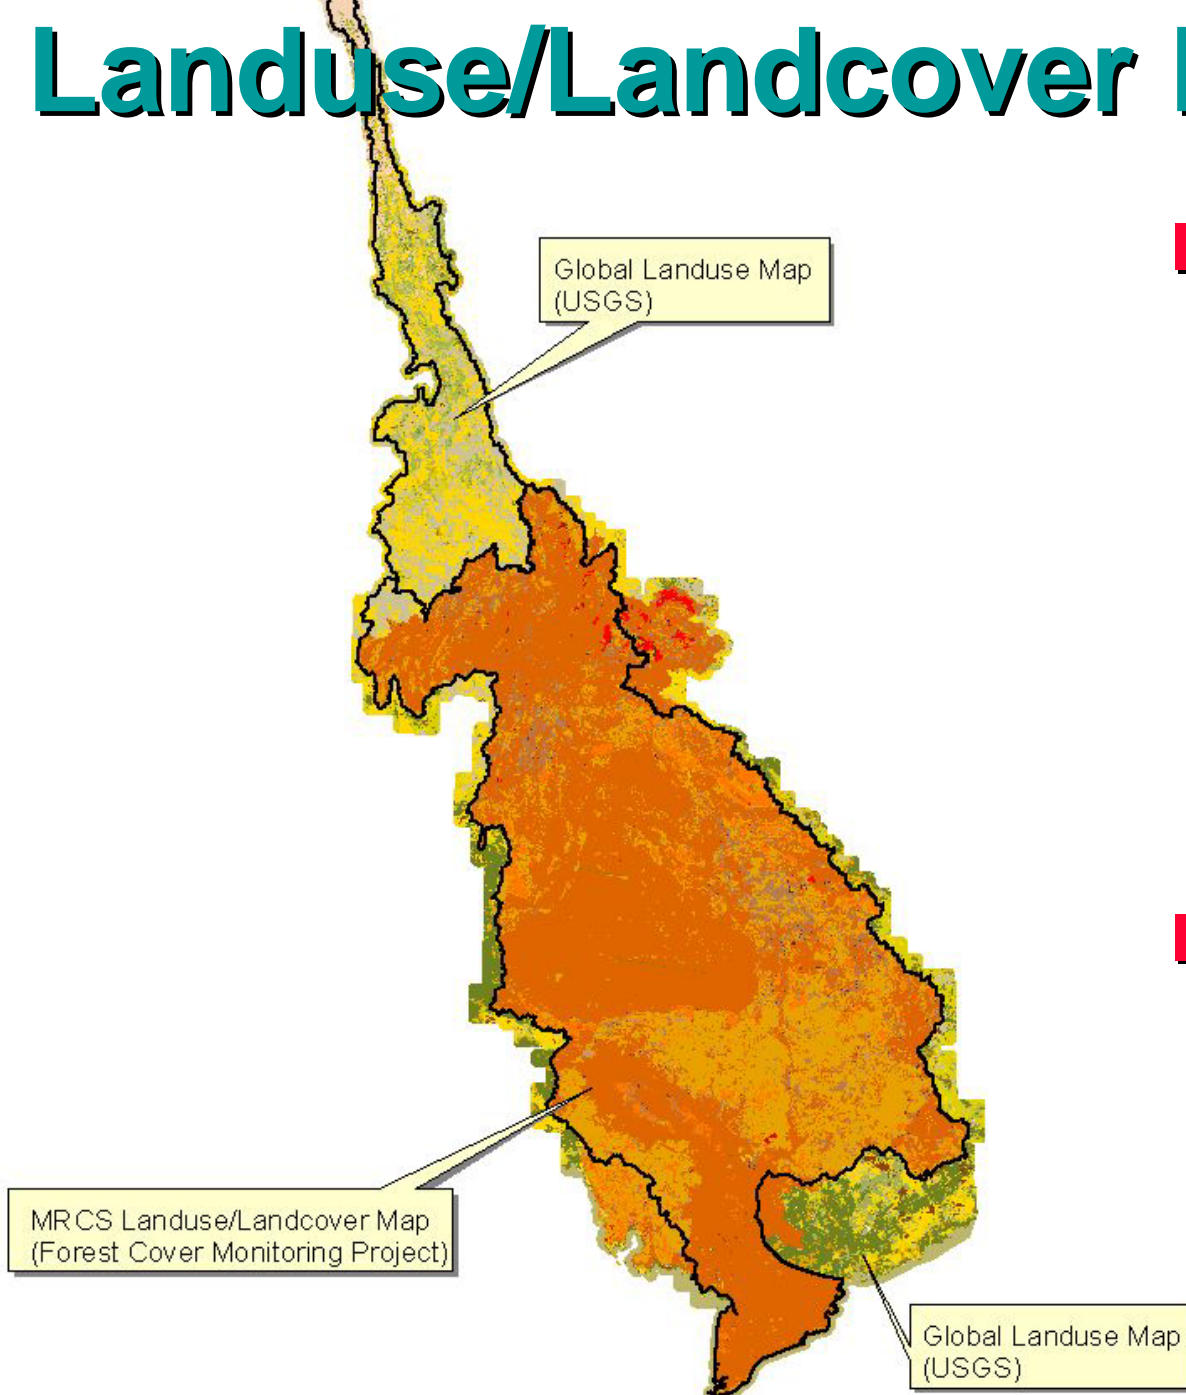 Landuse/Landcover
Global Landuse Map
(USGS)
MRCS Landuse/Landcover Map
(Forest Cover Monitoring Project)
Global Landuse Map
(USGS)